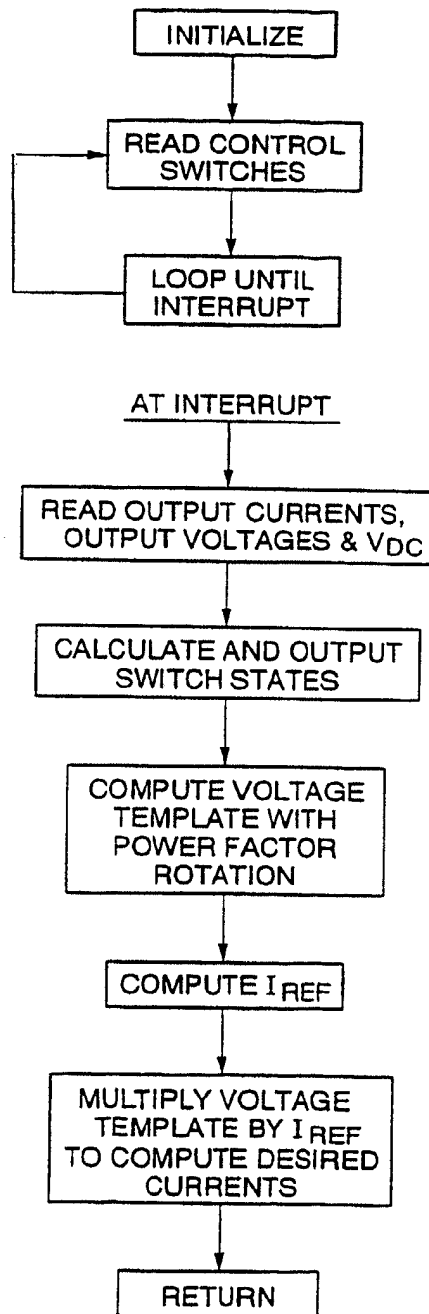 INITIALIZE
READ CONTROL
SWITCHES
LOOP UNTIL
INTERRUPT
AT INTERRUPT
READ OUTPUT CURRENTS,
OUTPUT VOLTAGES & VDC
CALCULATE AND OUTPUT
SWITCH STATES
COMPUTE VOLTAGE
TEMPLATE WITH
POWER FACTOR
ROTATION
COMPUTE IREF
MULTIPLY VOLTAGE
TEMPLATE BY IREF
TO COMPUTE DESIRED
CURRENTS
RETURN